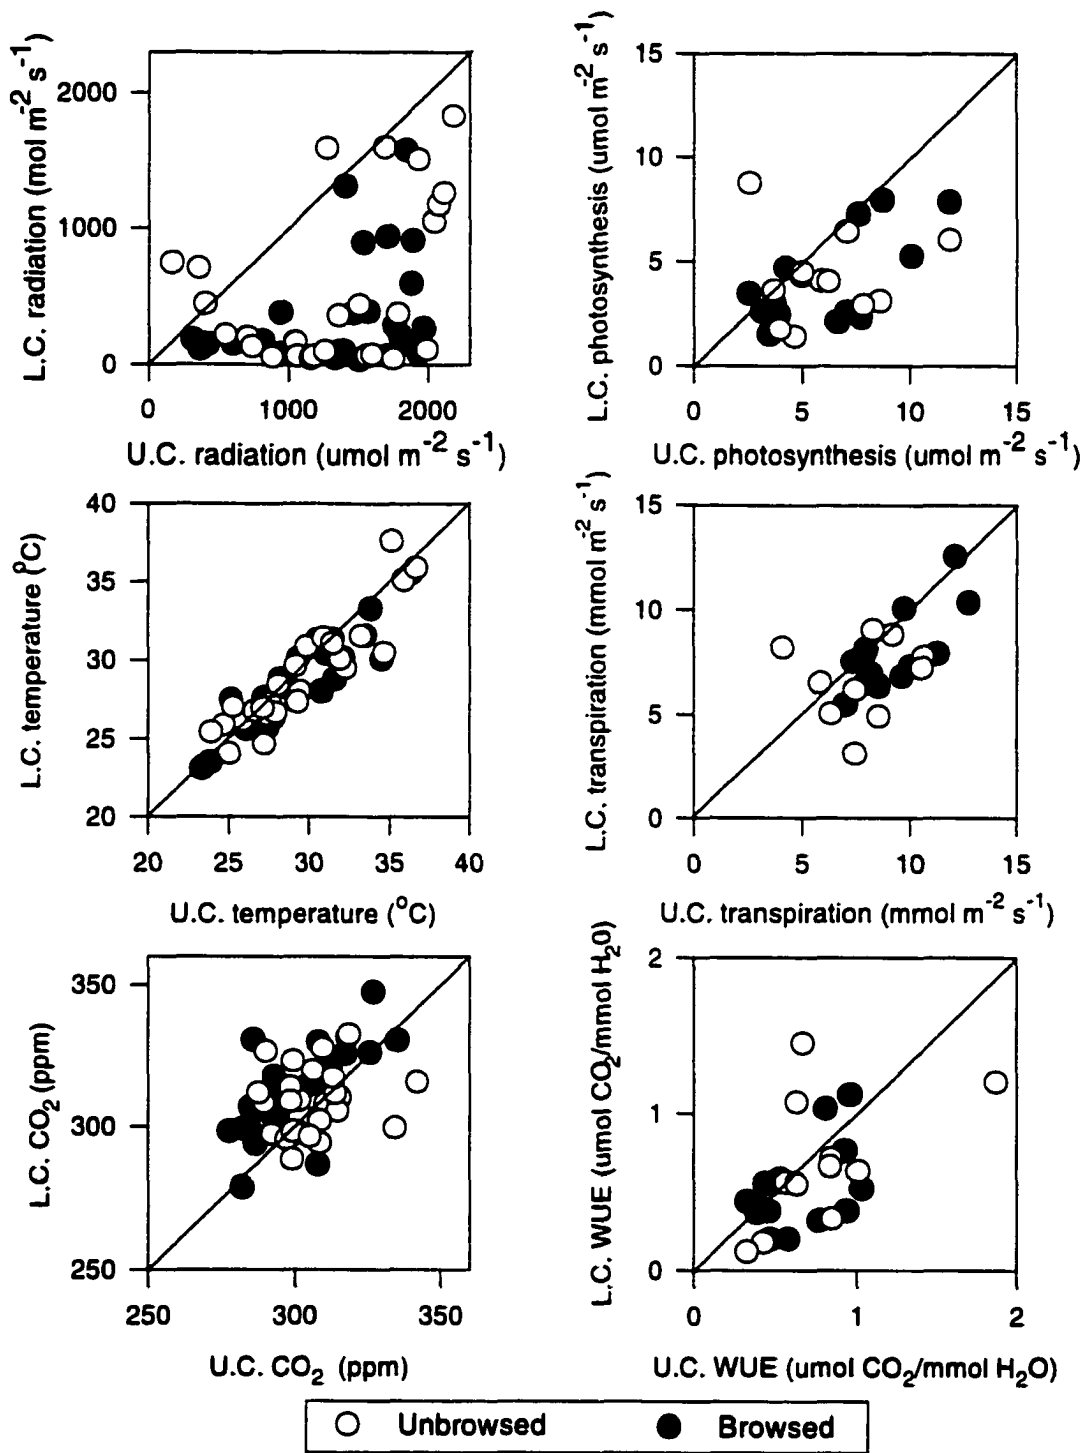 L.C. radiation (mol m⁻² s⁻¹)
2000
1000
0
0 1000 2000
U.C. radiation (umol m⁻² s⁻¹)
L.C. photosynthesis (umol m⁻² s⁻¹)
15
10
5
0
0 5 10 15
U.C. photosynthesis (umol m⁻² s⁻¹)
L.C. temperature (°C)
40
35
30
25
20
20 25 30 35 40
U.C. temperature (°C)
L.C. transpiration (mmol m⁻² s⁻¹)
15
10
5
0
0 5 10 15
U.C. transpiration (mmol m⁻² s⁻¹)
L.C. CO₂ (ppm)
350
300
250
250 300 350
U.C. CO₂ (ppm)
L.C. WUE (umol CO₂/mmol H₂0)
2
1
0
0 1 2
U.C. WUE (umol CO₂/mmol H₂O)
Unbrowsed Browsed